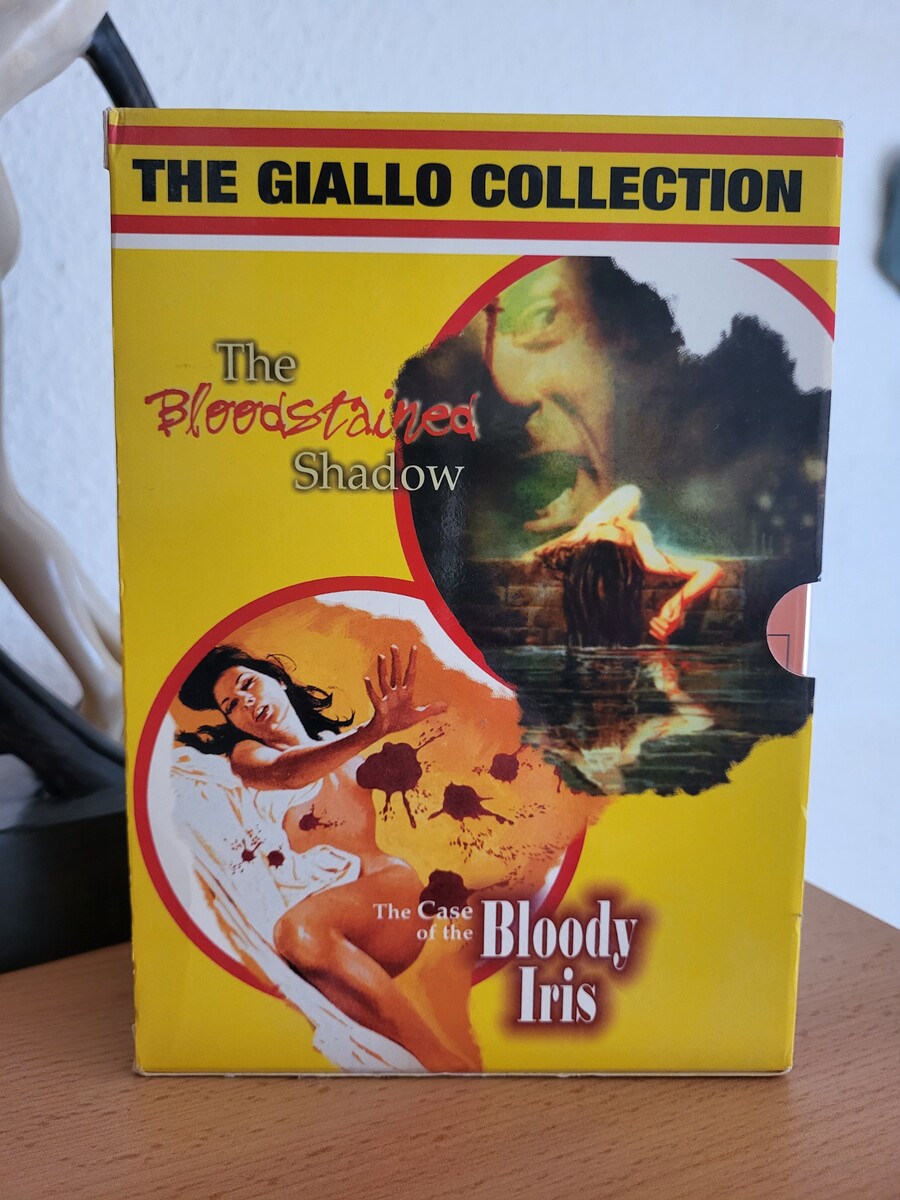 THE GIALLO COLLECTION
The
Bloodstained
Shadow
The Case
of the
Bloody
Iris